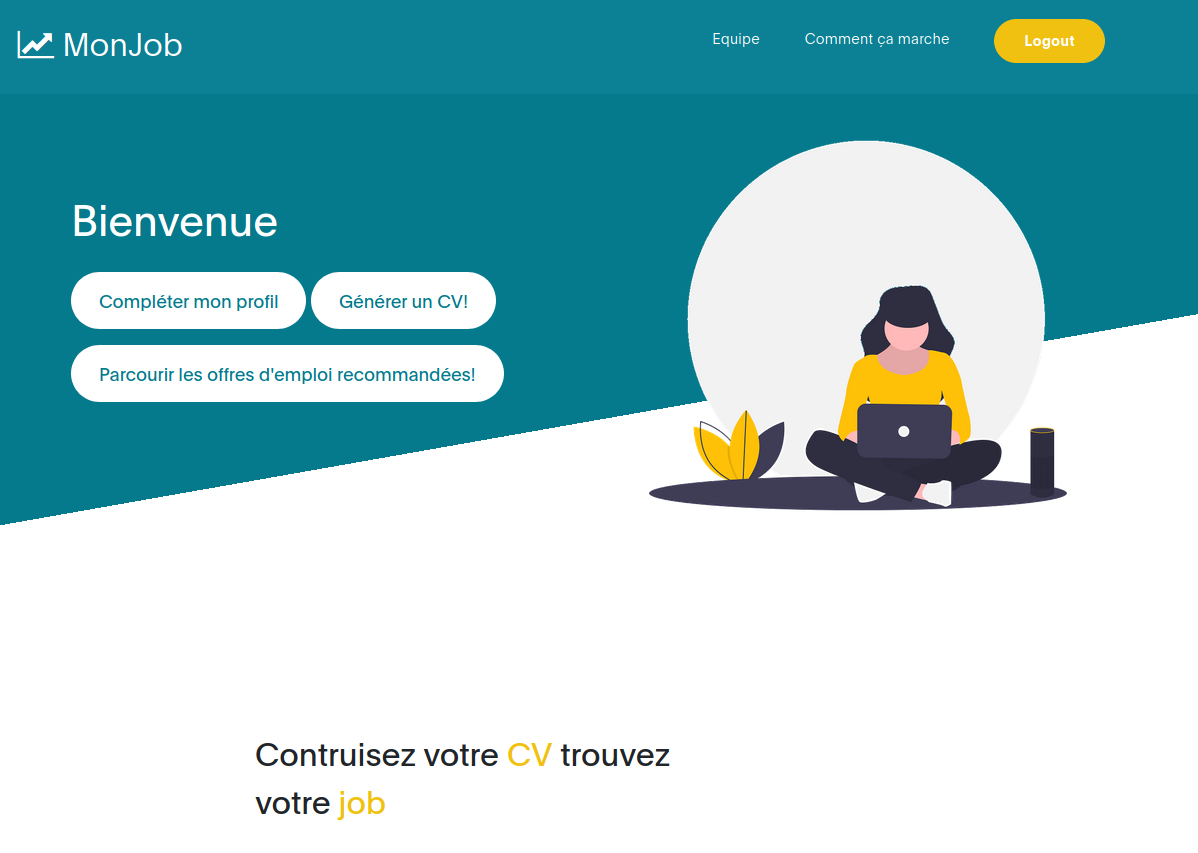 MonJob
Equipe
Comment ça marche
Logout
Bienvenue
Compléter mon profil
Générer un CV!
Parcourir les offres d'emploi recommandées!
Contruisez votre CV trouvez
votre job